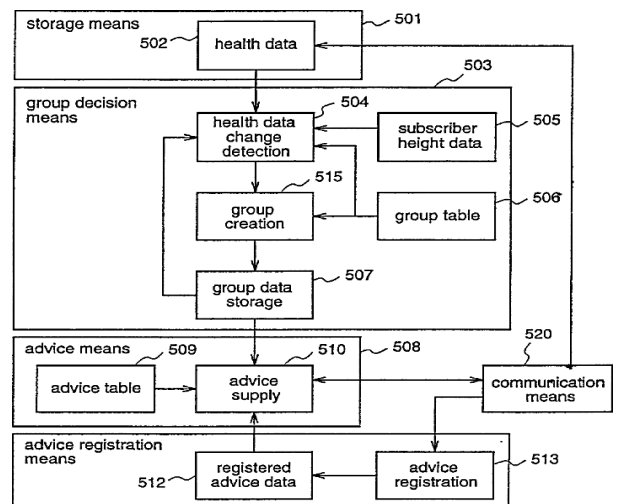 storage means
501
502
health data
503
group decision
means
504
health data
change
detection
subscriber
height data
505
515
group
creation
group table
506
507
group data
storage
advice means
508
509
510
520
advice table
advice
supply
communication
means
advice registration
means
512
registered
advice data
advice
registration
513